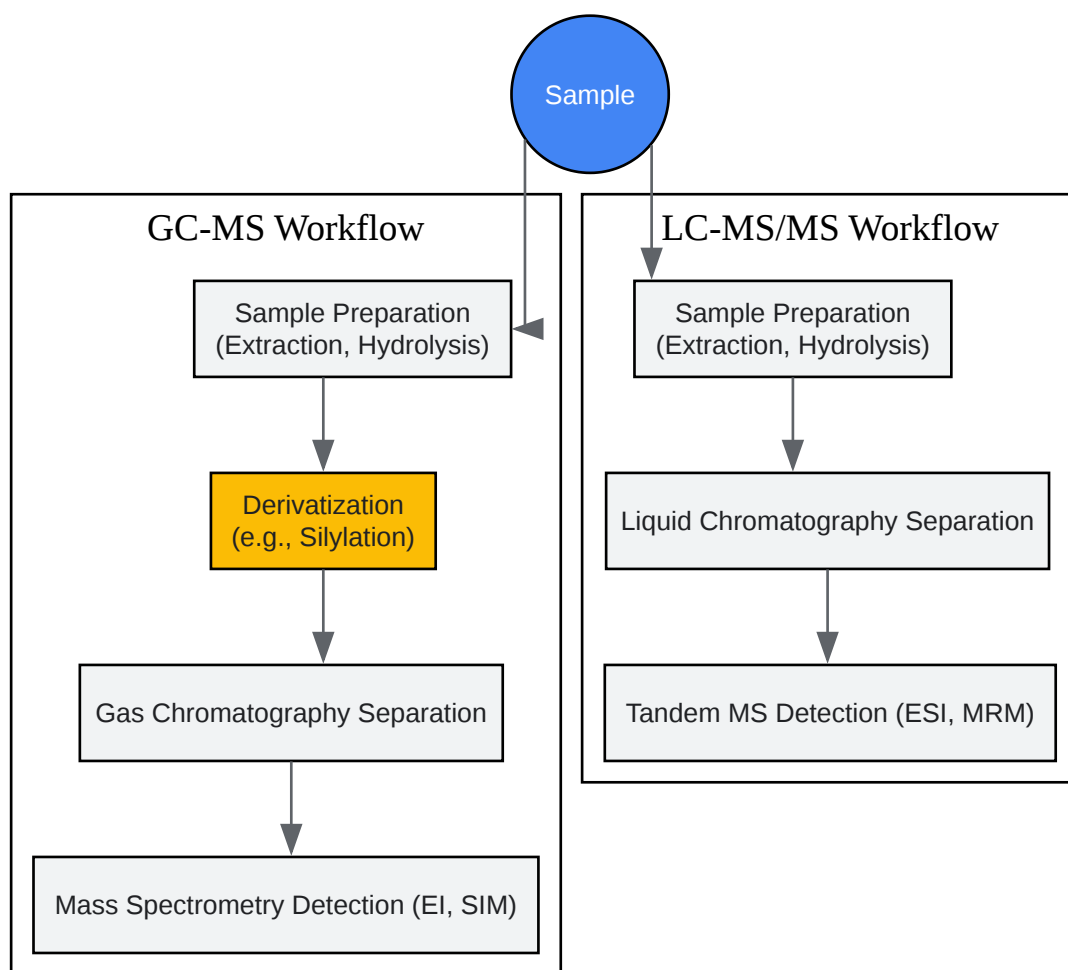 Sample
GC-MS Workflow
Sample Preparation
(Extraction, Hydrolysis)
Derivatization
(e.g., Silylation)
Gas Chromatography Separation
Mass Spectrometry Detection (EI, SIM)
LC-MS/MS Workflow
Sample Preparation
(Extraction, Hydrolysis)
Liquid Chromatography Separation
Tandem MS Detection (ESI, MRM)